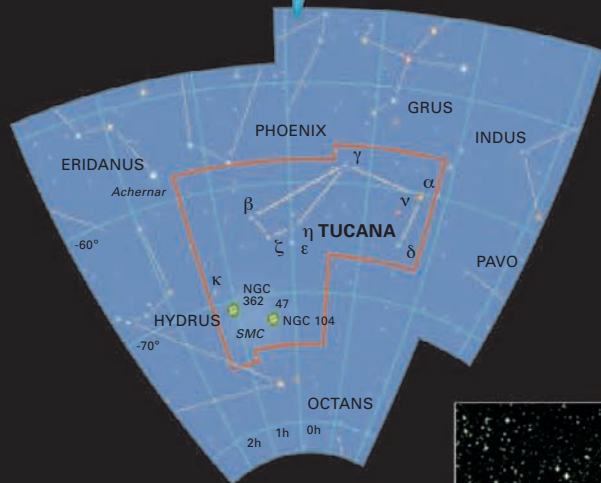 GRUS
PHOENIX
INDUS
ERIDANUS
Achernar
γ
α
β
ν
η TUCANA
ζ
ε
δ
-60°
PAVO
κ
NGC
362
47
NGC 104
HYDRUS
SMC
-70°
OCTANS
2h
1h
0h